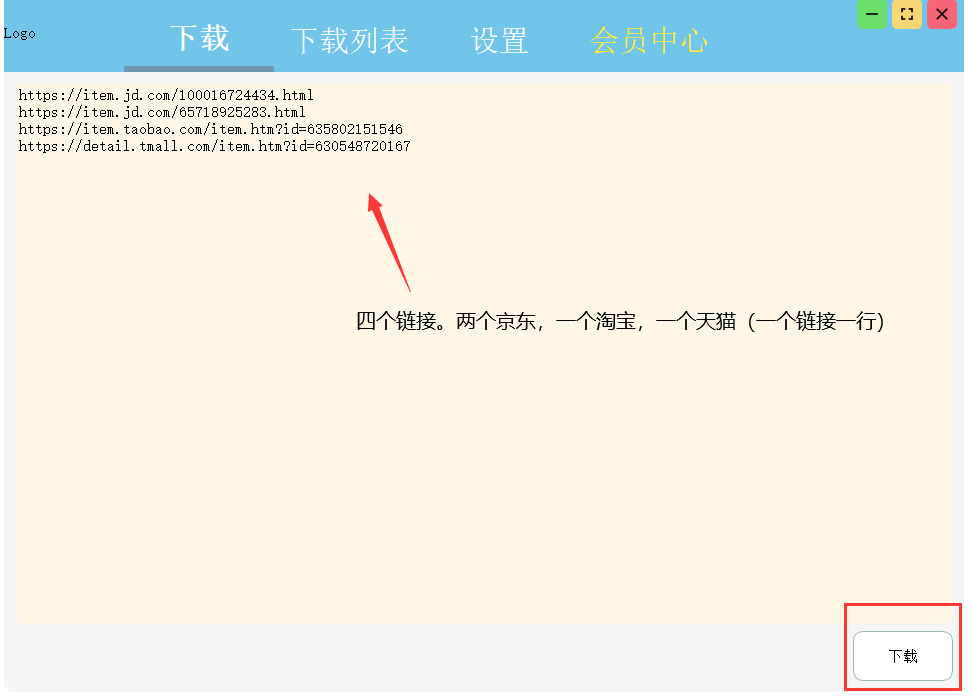 Logo
下载
下载列表
设置
会员中心
https://item.jd.com/100016724434.html
https://item.jd.com/65718925283.html
https://item.taobao.com/item.htm?id=635802151546
https://detail.tmall.com/item.htm?id=630548720167
四个链接。两个京东，一个淘宝，一个天猫（一个链接一行）
下载